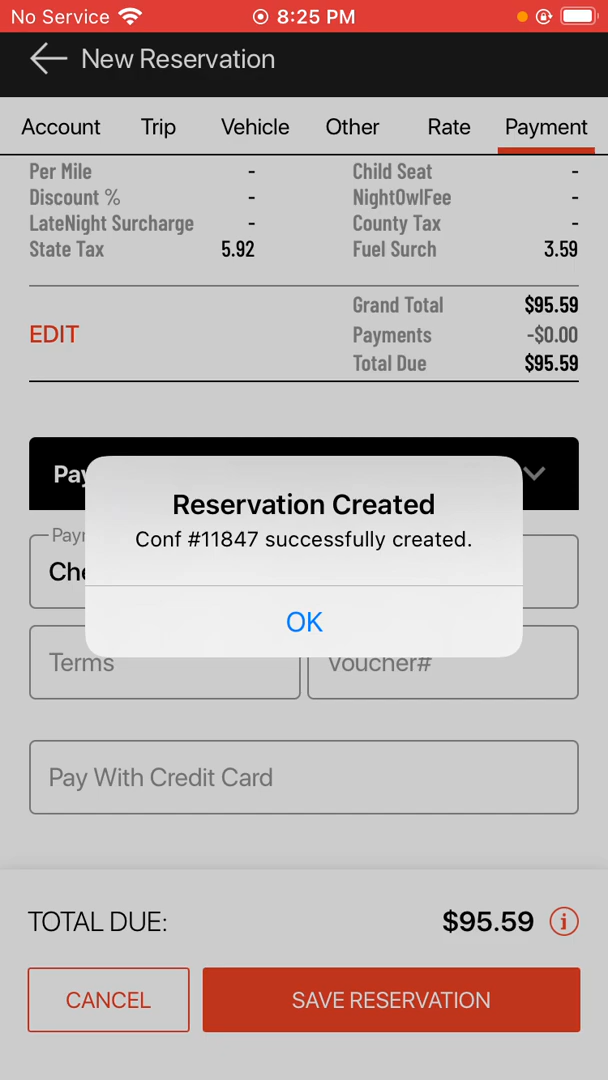 No Service 8:25 PM
New Reservation
Account Trip Vehicle Other Rate Payment
Per Mile - Child Seat -
Discount % - NightOwlFee -
LateNight Surcharge - County Tax -
State Tax 5.92 Fuel Surch 3.59
Grand Total $95.59
EDIT Payments -$0.00
Total Due $95.59
Reservation Created
Conf #11847 successfully created.
OK
Terms Voucher#
Pay With Credit Card
TOTAL DUE: $95.59 i
CANCEL SAVE RESERVATION